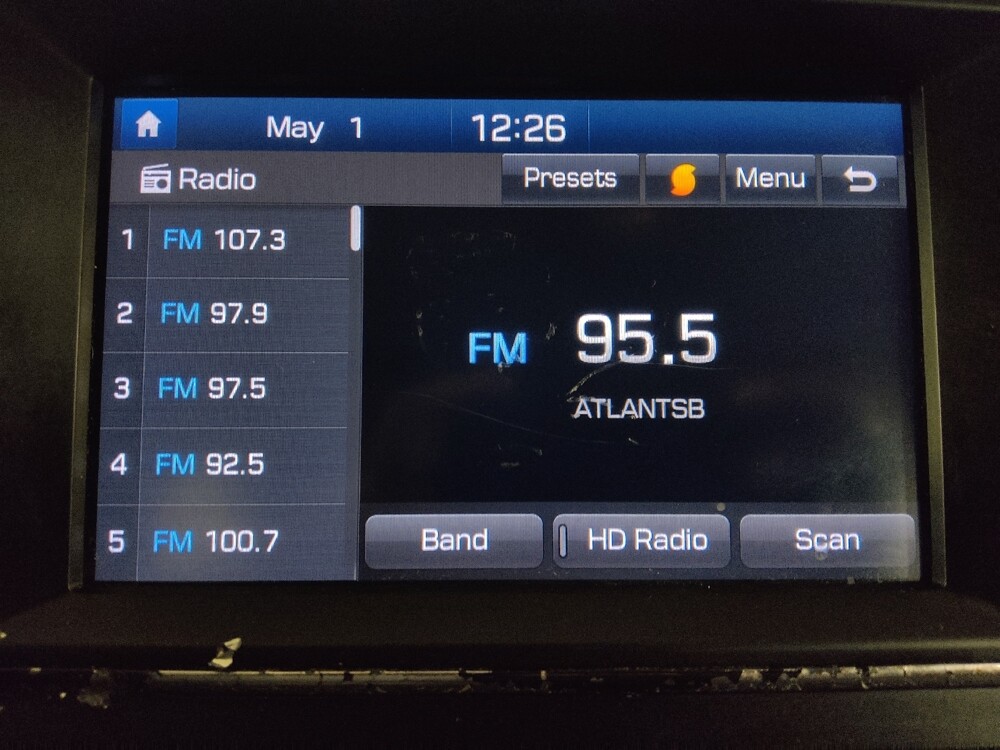 May 1 12:26
Radio Presets Menu
1 FM 107.3
2 FM 97.9
3 FM 97.5
4 FM 92.5
5 FM 100.7
FM 95.5
ATLANTSB
Band HD Radio Scan